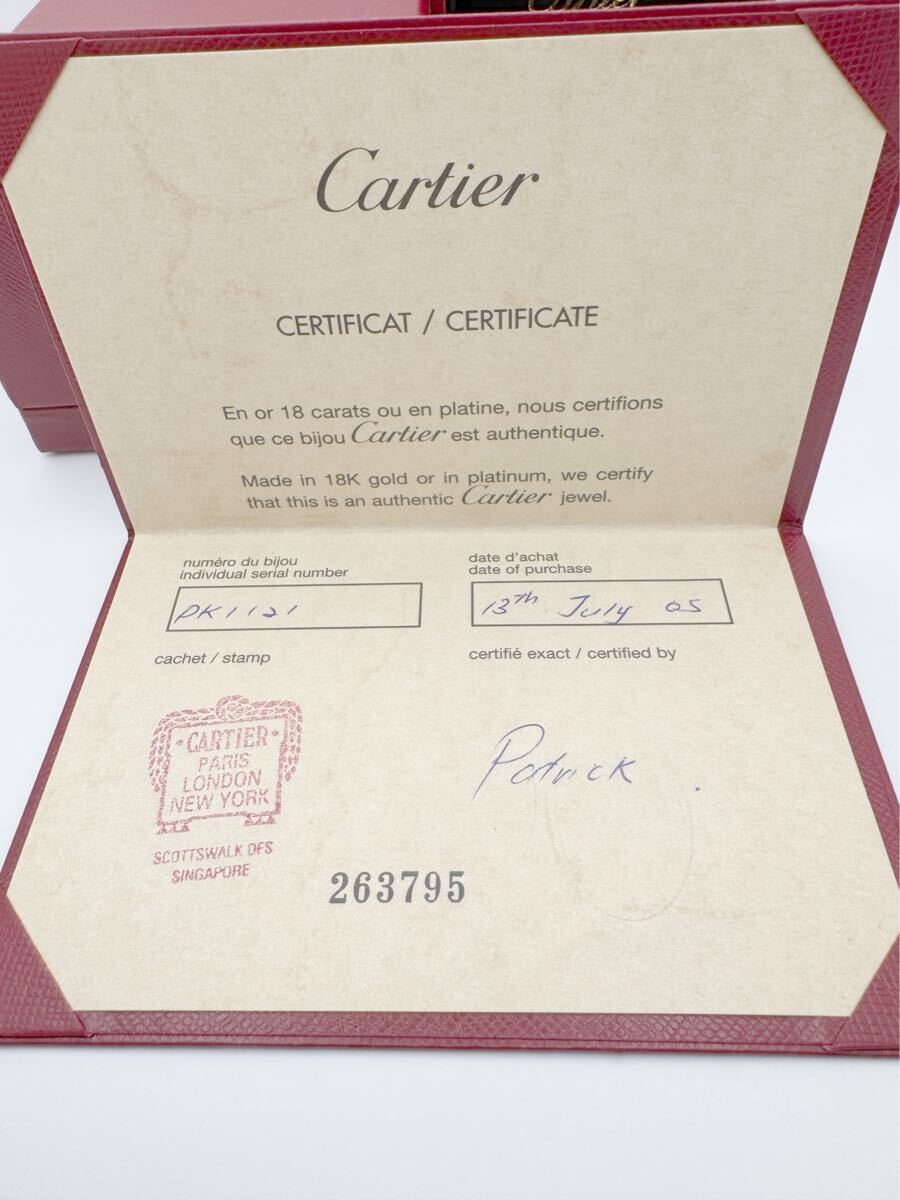 Cartier
Cartier
CERTIFICAT / CERTIFICATE
En or 18 carats ou en platine, nous certifions
que ce bijou Cartier est authentique.
Made in 18K gold or in platinum, we certify
that this is an authentic Cartier jewel.
numéro du bijou
individual serial number
PK1121
date d'achat
date of purchase
13th July 05
cachet / stamp
certifié exact / certified by
·CARTIER·
PARIS
LONDON
NEW YORK
SCOTTSWALK DFS
SINGAPORE
Patrick
263795